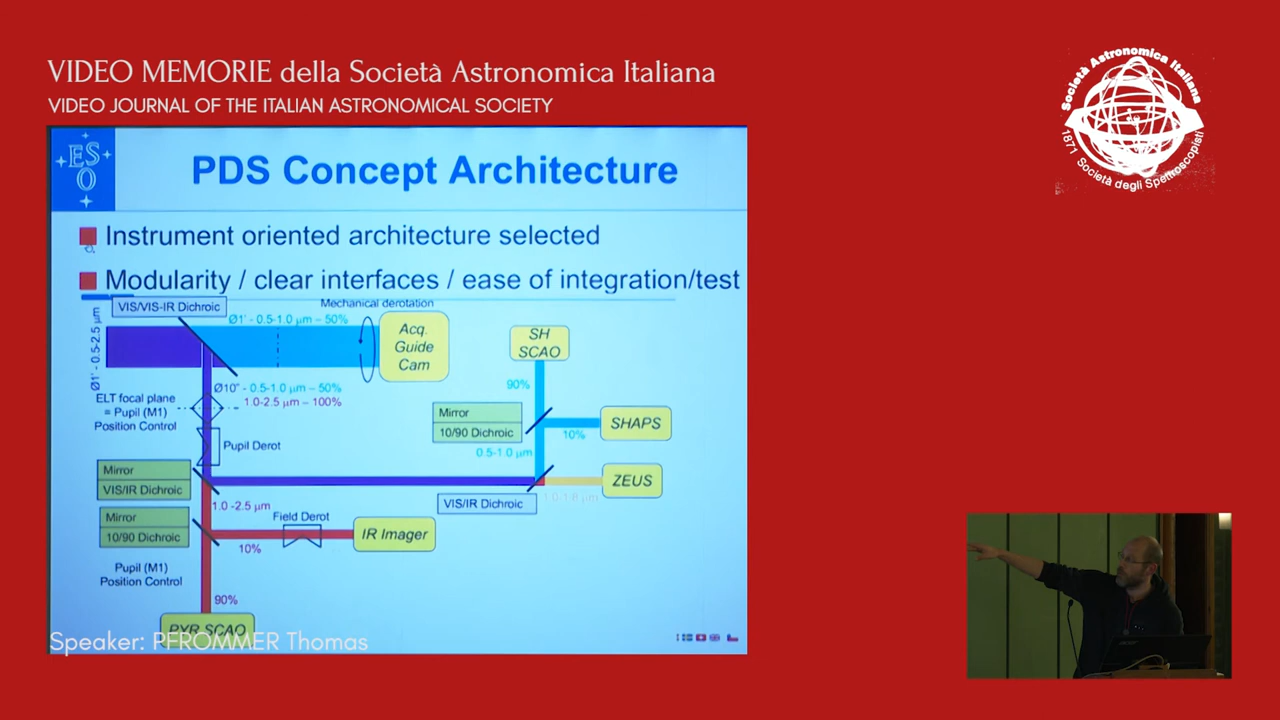 VIDEO MEMORIE della Società Astronomica Italiana
VIDEO JOURNAL OF THE ITALIAN ASTRONOMICAL SOCIETY
Società Astronomica Italiana
1871 Società degli Spettroscopisti
ESO
PDS Concept Architecture
Instrument oriented architecture selected
Modularity / clear interfaces / ease of integration/test
VIS/VIS-IR Dichroic
Mechanical derotation
Ø1' - 0.5-1.0 µm – 50%
Ø1' - 0.5-2.5 µm
Acq.
Guide
Cam
SH
SCAO
Ø10" - 0.5-1.0 µm – 50%
1.0-2.5 µm – 100%
90%
ELT focal plane
= Pupil (M1)
Position Control
Mirror
10/90 Dichroic
SHAPS
10%
Pupil Derot
0.5-1.0 µm
Mirror
VIS/IR Dichroic
ZEUS
1.0-1.8 µm
VIS/IR Dichroic
1.0 -2.5 µm
Mirror
10/90 Dichroic
Field Derot
IR Imager
10%
Pupil (M1)
Position Control
90%
PYR SCAO
Speaker: PFROMMER Thomas